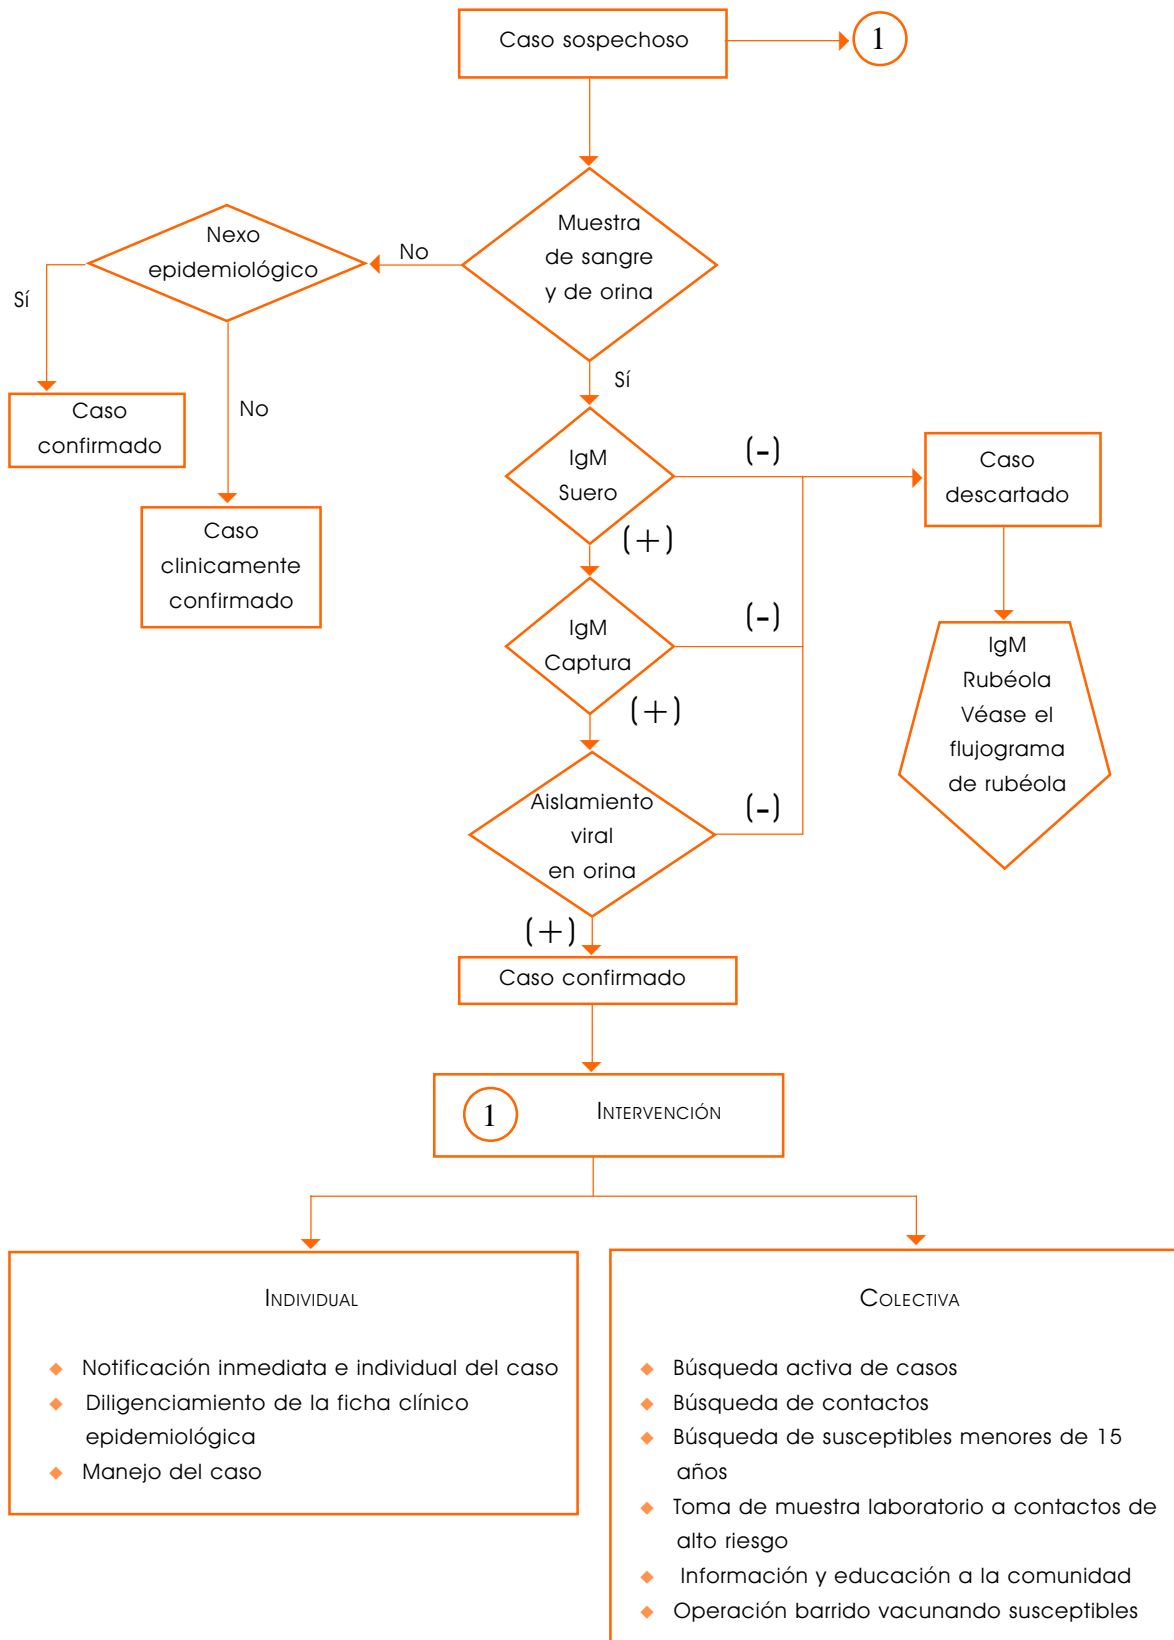 Caso sospechoso
1
Muestra
de sangre
y de orina
No
Nexo
epidemiológico
Sí
No
Caso
confirmado
Caso
clinicamente
confirmado
Sí
IgM
Suero
(-)
Caso
descartado
(+)
IgM
Captura
(-)
IgM
Rubéola
Véase el
flujograma
de rubéola
(+)
Aislamiento
viral
en orina
(-)
(+)
Caso confirmado
1 INTERVENCIÓN
INDIVIDUAL
◆ Notificación inmediata e individual del caso
◆ Diligenciamiento de la ficha clínico
epidemiológica
◆ Manejo del caso
COLECTIVA
◆ Búsqueda activa de casos
◆ Búsqueda de contactos
◆ Búsqueda de susceptibles menores de 15
años
◆ Toma de muestra laboratorio a contactos de
alto riesgo
◆ Información y educación a la comunidad
◆ Operación barrido vacunando susceptibles